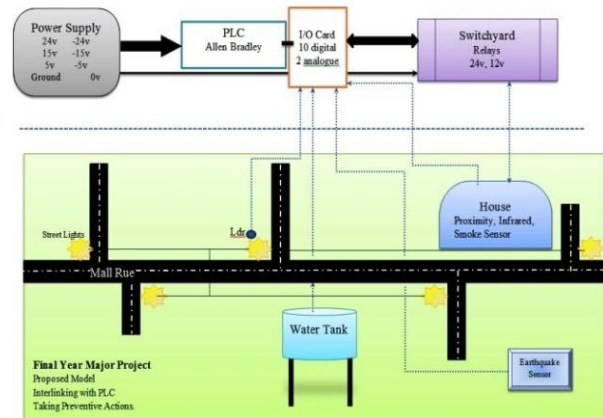 Power Supply
24v -24v
15v -15v
5v -5v
Ground 0v
PLC
Allen Bradley
I/O Card
10 digital
2 analogue
Switchyard
Relays
24v, 12v
House
Proximity, Infrared,
Smoke Sensor
Street Lights
Ldr
Mall Rue
Water Tank
Earthquake
Sensor
Final Year Major Project
Proposed Model
Interlinking with PLC
Taking Preventive Actions.